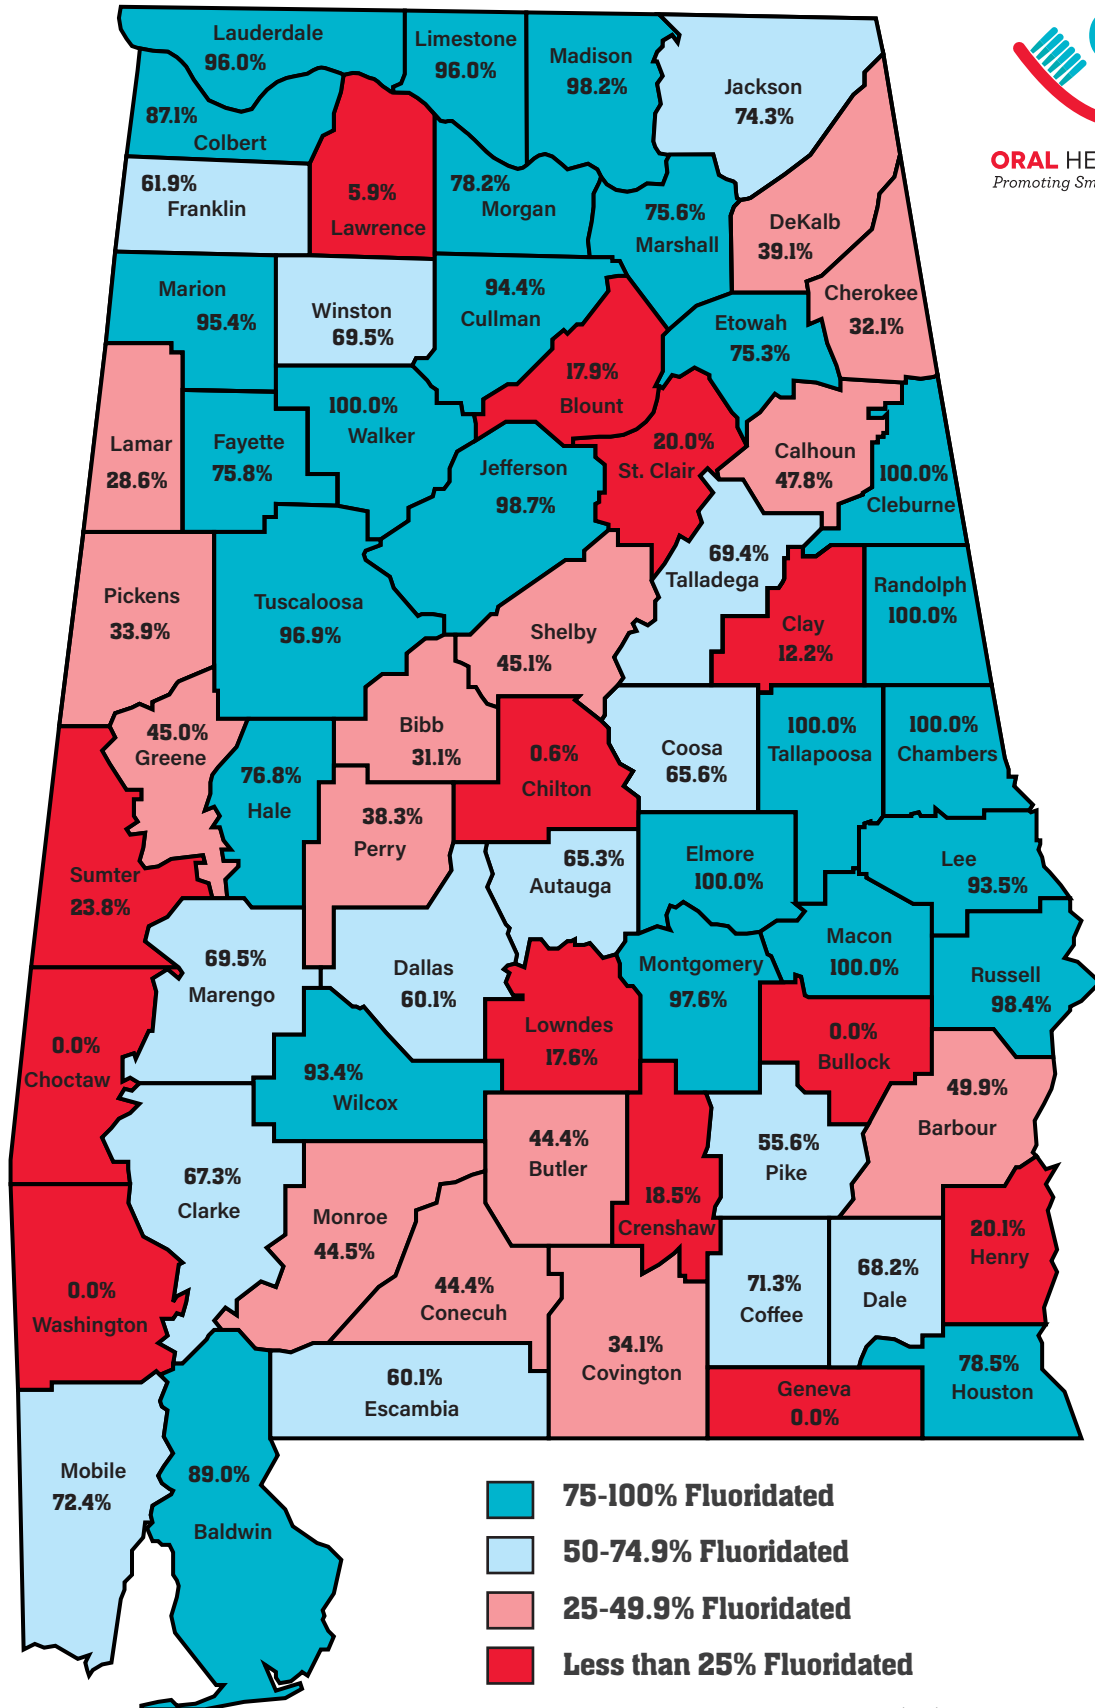 Lauderdale
96.0%
Limestone
96.0%
Madison
98.2%
Jackson
74.3%
87.1%
Colbert
ORAL HE
Promoting Sm
61.9%
Franklin
5.9%
Lawrence
78.2%
Morgan
75.6%
Marshall
DeKalb
39.1%
Cherokee
32.1%
Marion
95.4%
Winston
69.5%
94.4%
Cullman
Etowah
75.3%
17.9%
Blount
100.0%
Walker
Lamar
28.6%
Fayette
75.8%
Jefferson
98.7%
20.0%
St. Clair
Calhoun
47.8%
100.0%
Cleburne
69.4%
Talladega
Pickens
33.9%
Tuscaloosa
96.9%
Shelby
45.1%
Clay
12.2%
Randolph
100.0%
45.0%
Greene
76.8%
Hale
Bibb
31.1%
0.6%
Chilton
Coosa
65.6%
100.0%
Tallapoosa
100.0%
Chambers
38.3%
Perry
65.3%
Autauga
Elmore
100.0%
Lee
93.5%
Sumter
23.8%
69.5%
Marengo
Dallas
60.1%
Montgomery
97.6%
Macon
100.0%
Russell
98.4%
0.0%
Choctaw
93.4%
Wilcox
Lowndes
17.6%
0.0%
Bullock
49.9%
Barbour
67.3%
Clarke
44.4%
Butler
55.6%
Pike
18.5%
Crenshaw
Monroe
44.5%
20.1%
Henry
0.0%
Washington
44.4%
Conecuh
71.3%
Coffee
68.2%
Dale
34.1%
Covington
60.1%
Escambia
Geneva
0.0%
78.5%
Houston
Mobile
72.4%
89.0%
Baldwin
75-100% Fluoridated
50-74.9% Fluoridated
25-49.9% Fluoridated
Less than 25% Fluoridated